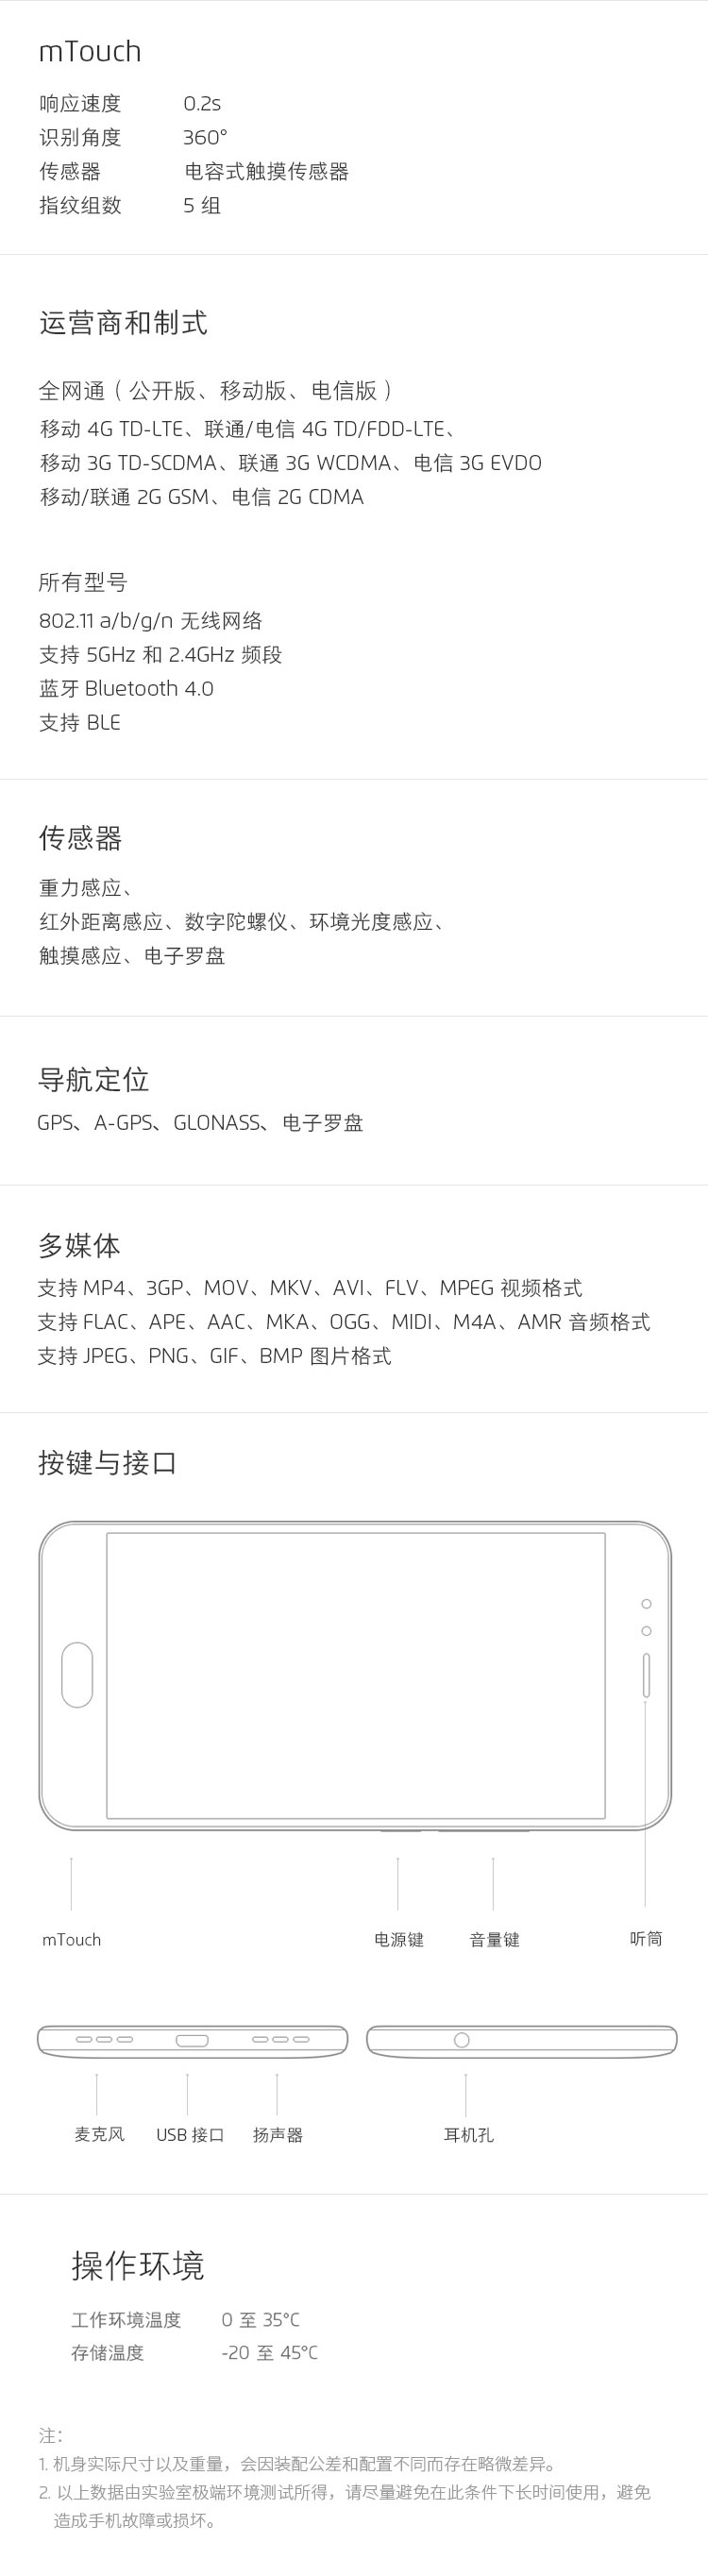 mTouch
响应速度 0.2s
识别角度 360°
传感器 电容式触摸传感器
指纹组数 5 组
运营商和制式
全网通（公开版、移动版、电信版）
移动 4G TD-LTE、联通/电信 4G TD/FDD-LTE、
移动 3G TD-SCDMA、联通 3G WCDMA、电信 3G EVDO
移动/联通 2G GSM、电信 2G CDMA
所有型号
802.11 a/b/g/n 无线网络
支持 5GHz 和 2.4GHz 频段
蓝牙 Bluetooth 4.0
支持 BLE
传感器
重力感应、
红外距离感应、数字陀螺仪、环境光度感应、
触摸感应、电子罗盘
导航定位
GPS、A-GPS、GLONASS、电子罗盘
多媒体
支持 MP4、3GP、MOV、MKV、AVI、FLV、MPEG 视频格式
支持 FLAC、APE、AAC、MKA、OGG、MIDI、M4A、AMR 音频格式
支持 JPEG、PNG、GIF、BMP 图片格式
按键与接口
mTouch 电源键 音量键 听筒
麦克风 USB 接口 扬声器 耳机孔
操作环境
工作环境温度 0 至 35°C
存储温度 -20 至 45°C
注：
1. 机身实际尺寸以及重量，会因装配公差和配置不同而存在略微差异。
2. 以上数据由实验室极端环境测试所得，请尽量避免在此条件下长时间使用，避免
造成手机故障或损坏。